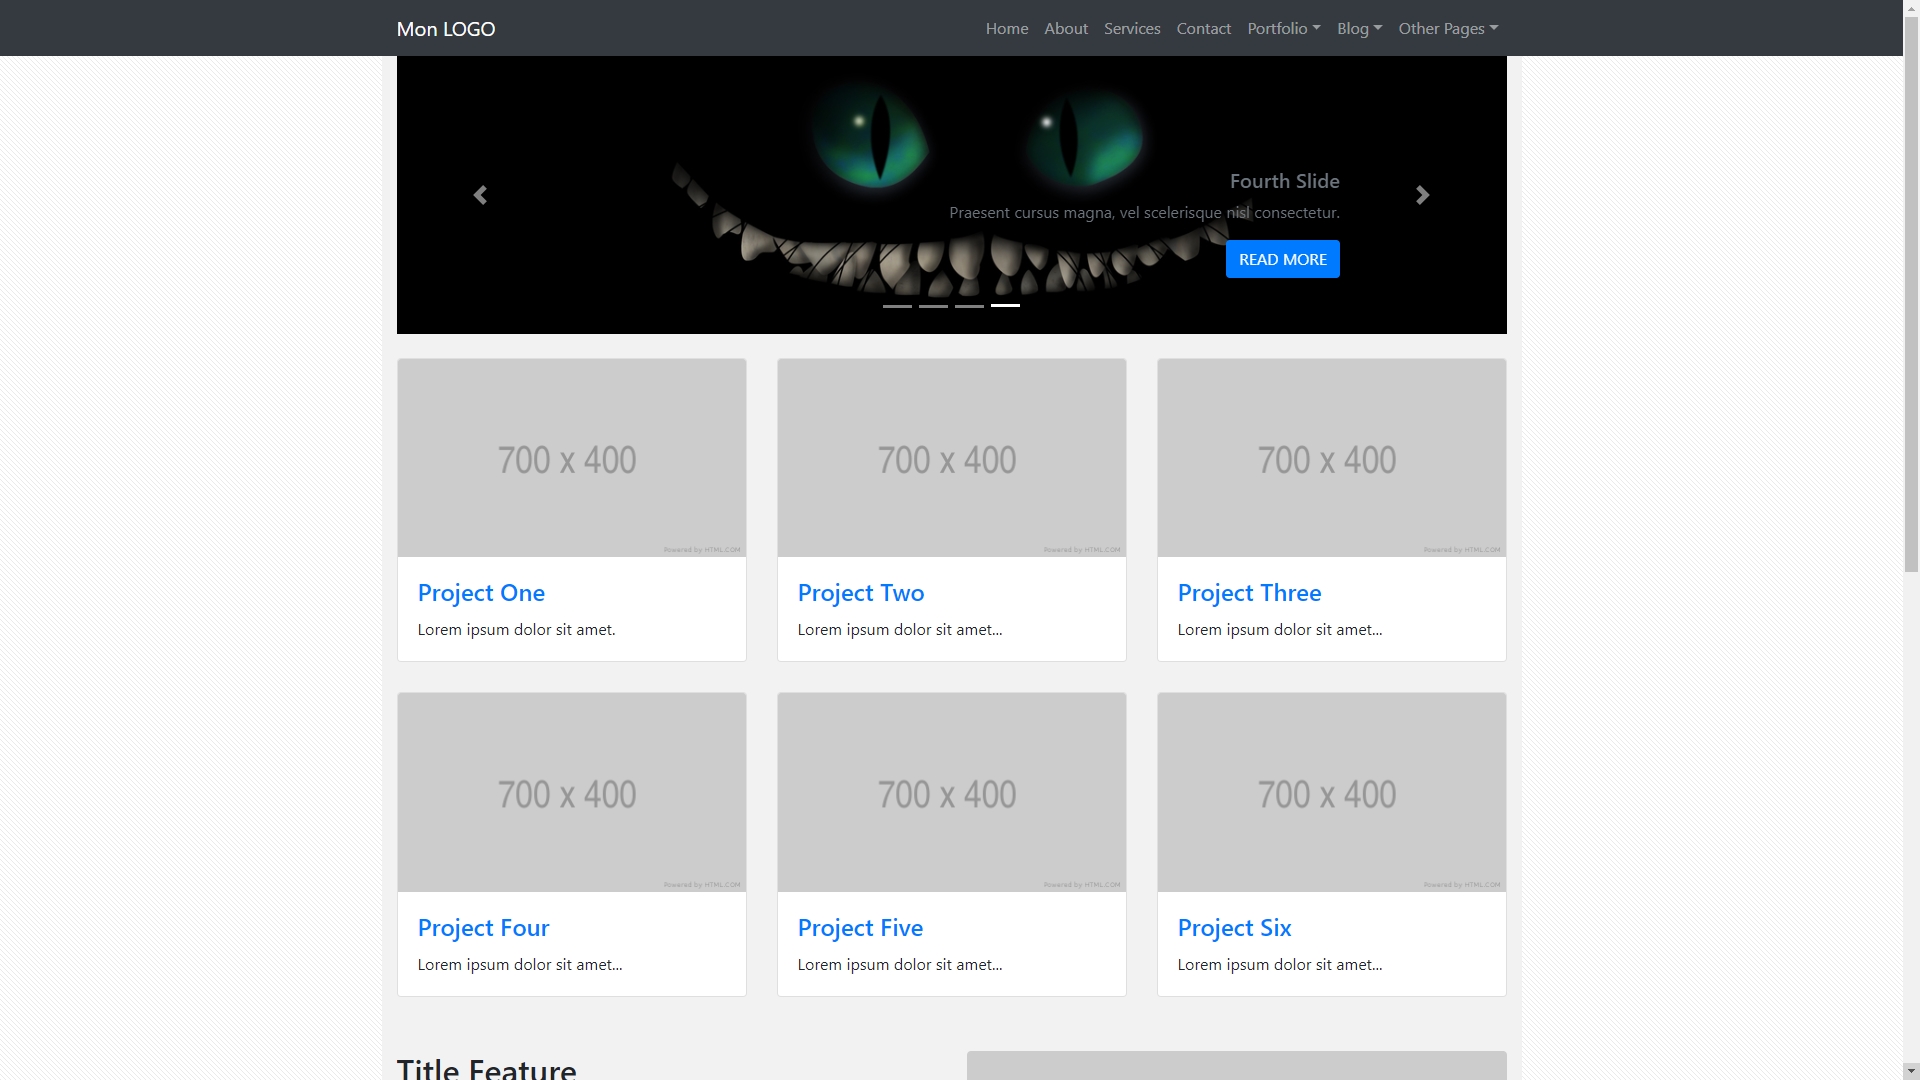 Mon LOGO
Home About Services Contact Portfolio Blog Other Pages
Fourth Slide
Praesent cursus magna, vel scelerisque nisl consectetur.
READ MORE
700 x 400
Powered by HTML.COM
700 x 400
Powered by HTML.COM
700 x 400
Powered by HTML.COM
Project One
Lorem ipsum dolor sit amet.
Project Two
Lorem ipsum dolor sit amet...
Project Three
Lorem ipsum dolor sit amet...
700 x 400
Powered by HTML.COM
700 x 400
Powered by HTML.COM
700 x 400
Powered by HTML.COM
Project Four
Lorem ipsum dolor sit amet...
Project Five
Lorem ipsum dolor sit amet...
Project Six
Lorem ipsum dolor sit amet...
Title Feature